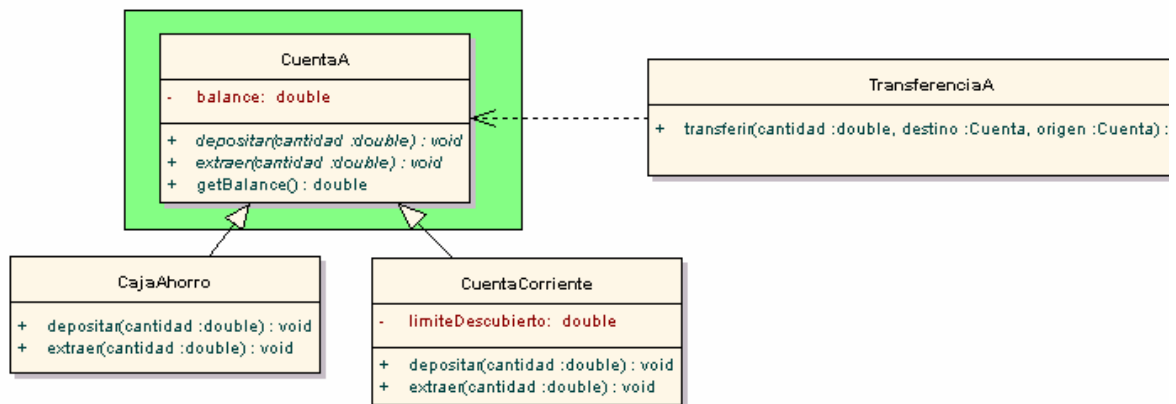 CuentaA
- balance: double
+ depositar(cantidad :double) : void
+ extraer(cantidad :double) : void
+ getBalance() : double
TransferenciaA
+ transferir(cantidad :double, destino :Cuenta, origen :Cuenta) :
CajaAhorro
+ depositar(cantidad :double) : void
+ extraer(cantidad :double) : void
CuentaCorriente
- limiteDescubierto: double
+ depositar(cantidad :double) : void
+ extraer(cantidad :double) : void